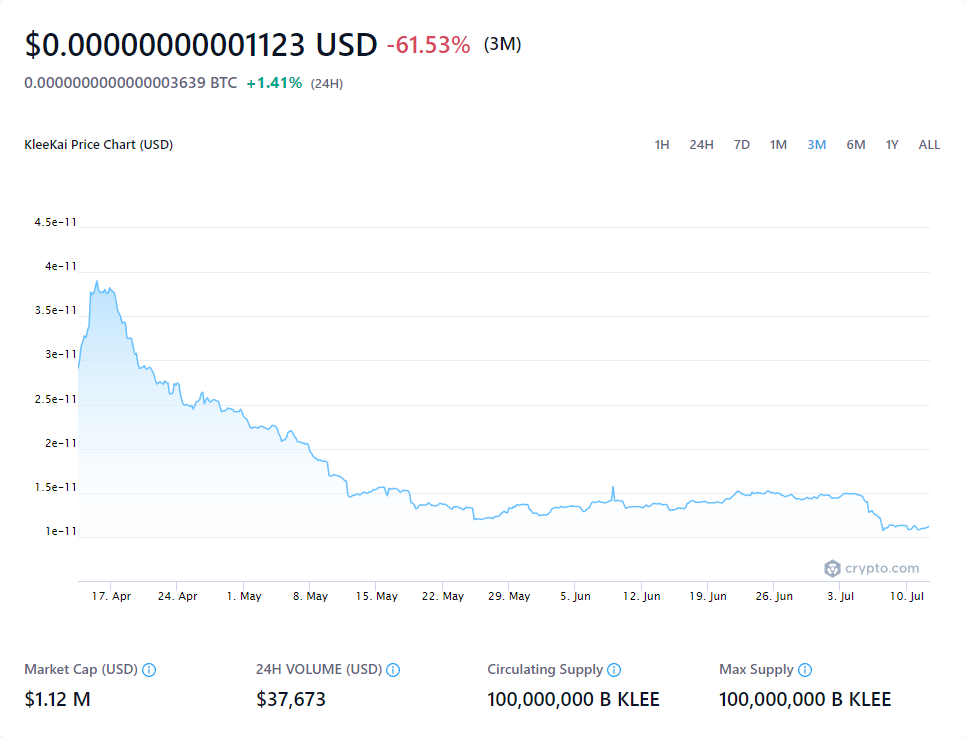 $0.00000000001123 USD -61.53% (3M)
0.0000000000000003639 BTC +1.41% (24H)
KleeKai Price Chart (USD) 1H 24H 7D 1M 3M 6M 1Y ALL
4.5e-11
4e-11
3.5e-11
3e-11
2.5e-11
2e-11
1.5e-11
1e-11
crypto.com
17. Apr 24. Apr 1. May 8. May 15. May 22. May 29. May 5. Jun 12. Jun 19. Jun 26. Jun 3. Jul 10. Jul
Market Cap (USD) 24H VOLUME (USD) Circulating Supply Max Supply
$1.12 M $37,673 100,000,000 B KLEE 100,000,000 B KLEE